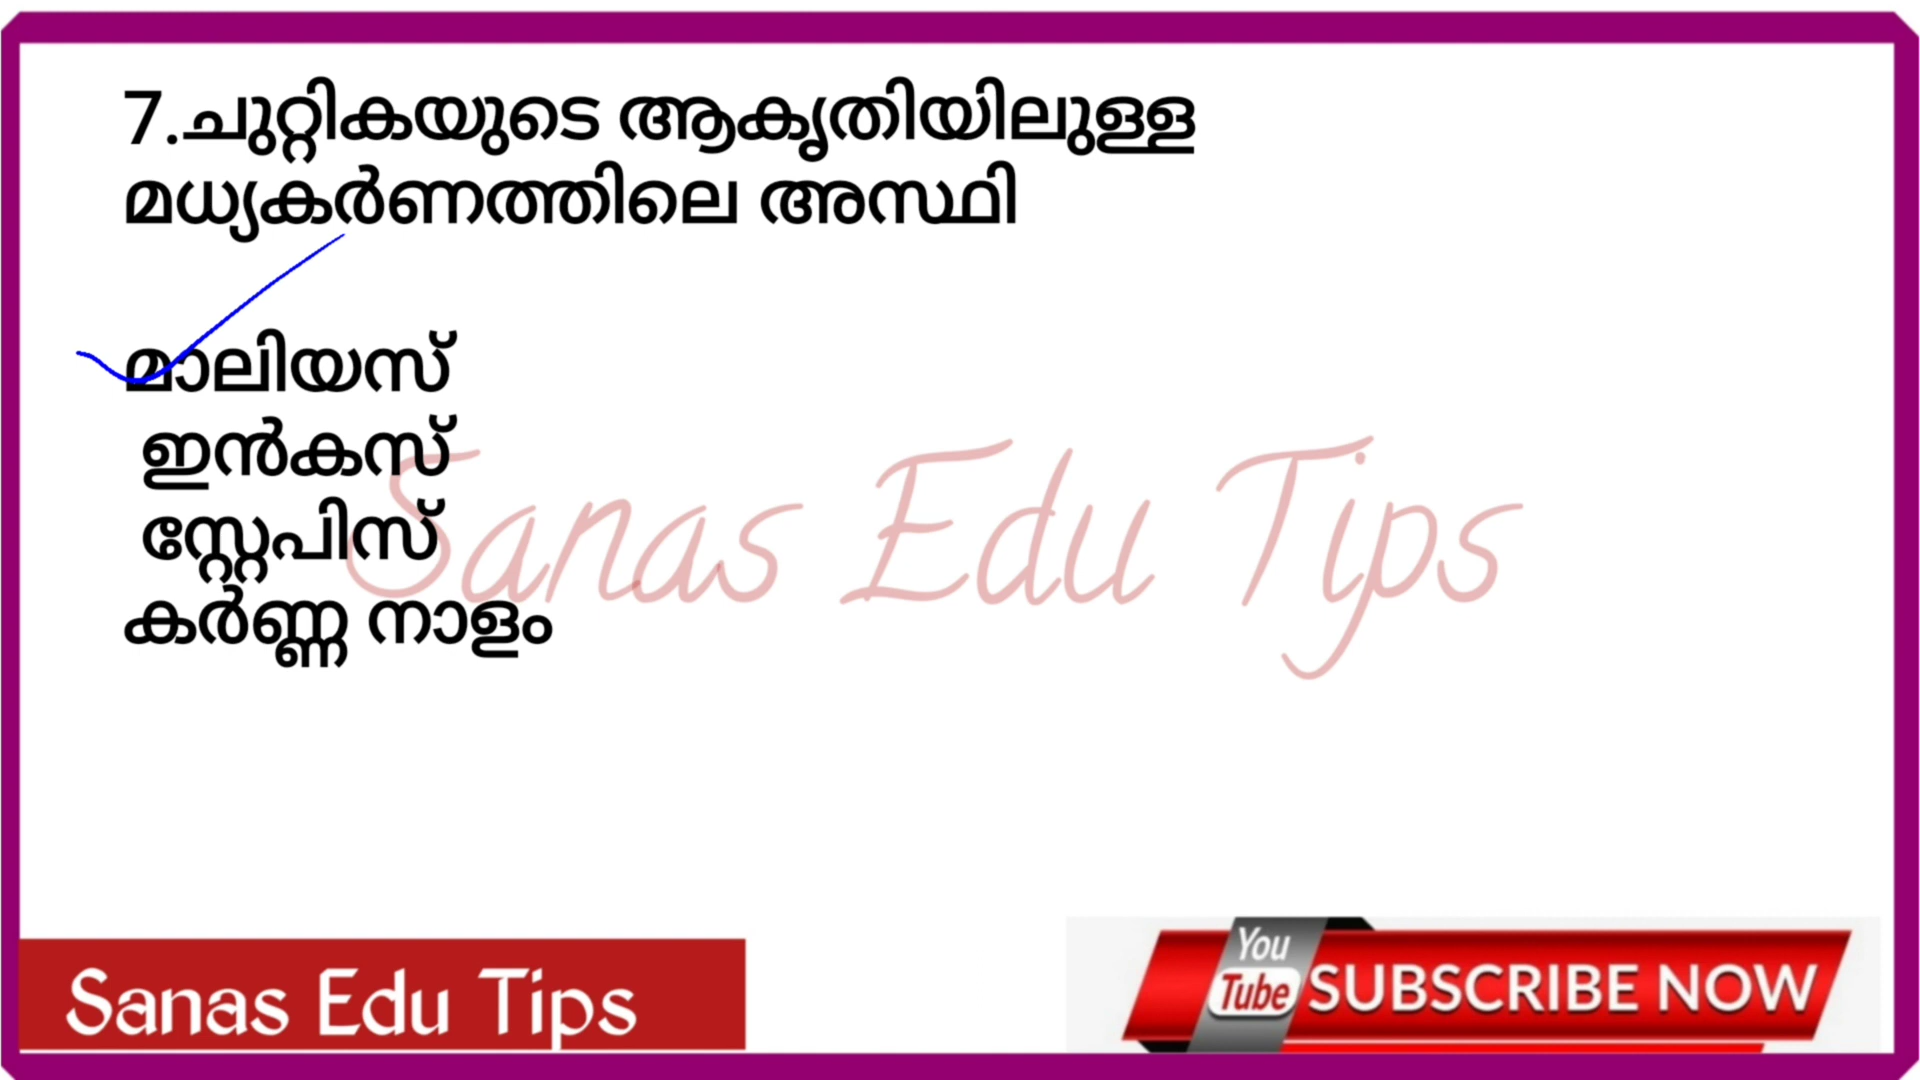 7.ചുറ്റികയുടെ ആകൃതിയിലുള്ള
മധ്യകർണത്തിലെ അസ്ഥി
മാലിയസ്
ഇൻകസ്
സ്റ്റേപിസ്
കർണ്ണ നാളം
Sanas Edu Tips
Sanas Edu Tips
You
Tube SUBSCRIBE NOW